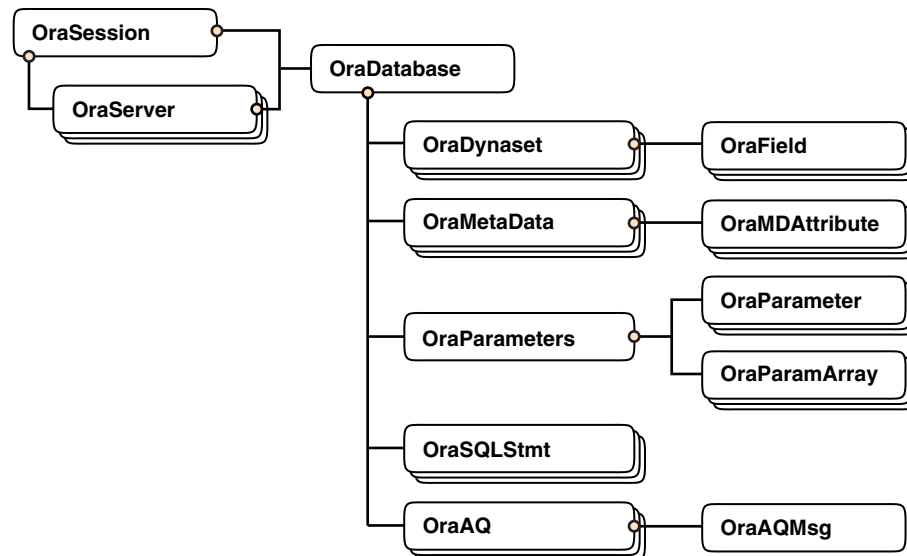 OraSession
OraDatabase
OraServer
OraDynaset
OraField
OraMetaData
OraMDAttribute
OraParameter
OraParameters
OraParamArray
OraSQLStmt
OraAQ
OraAQMsg